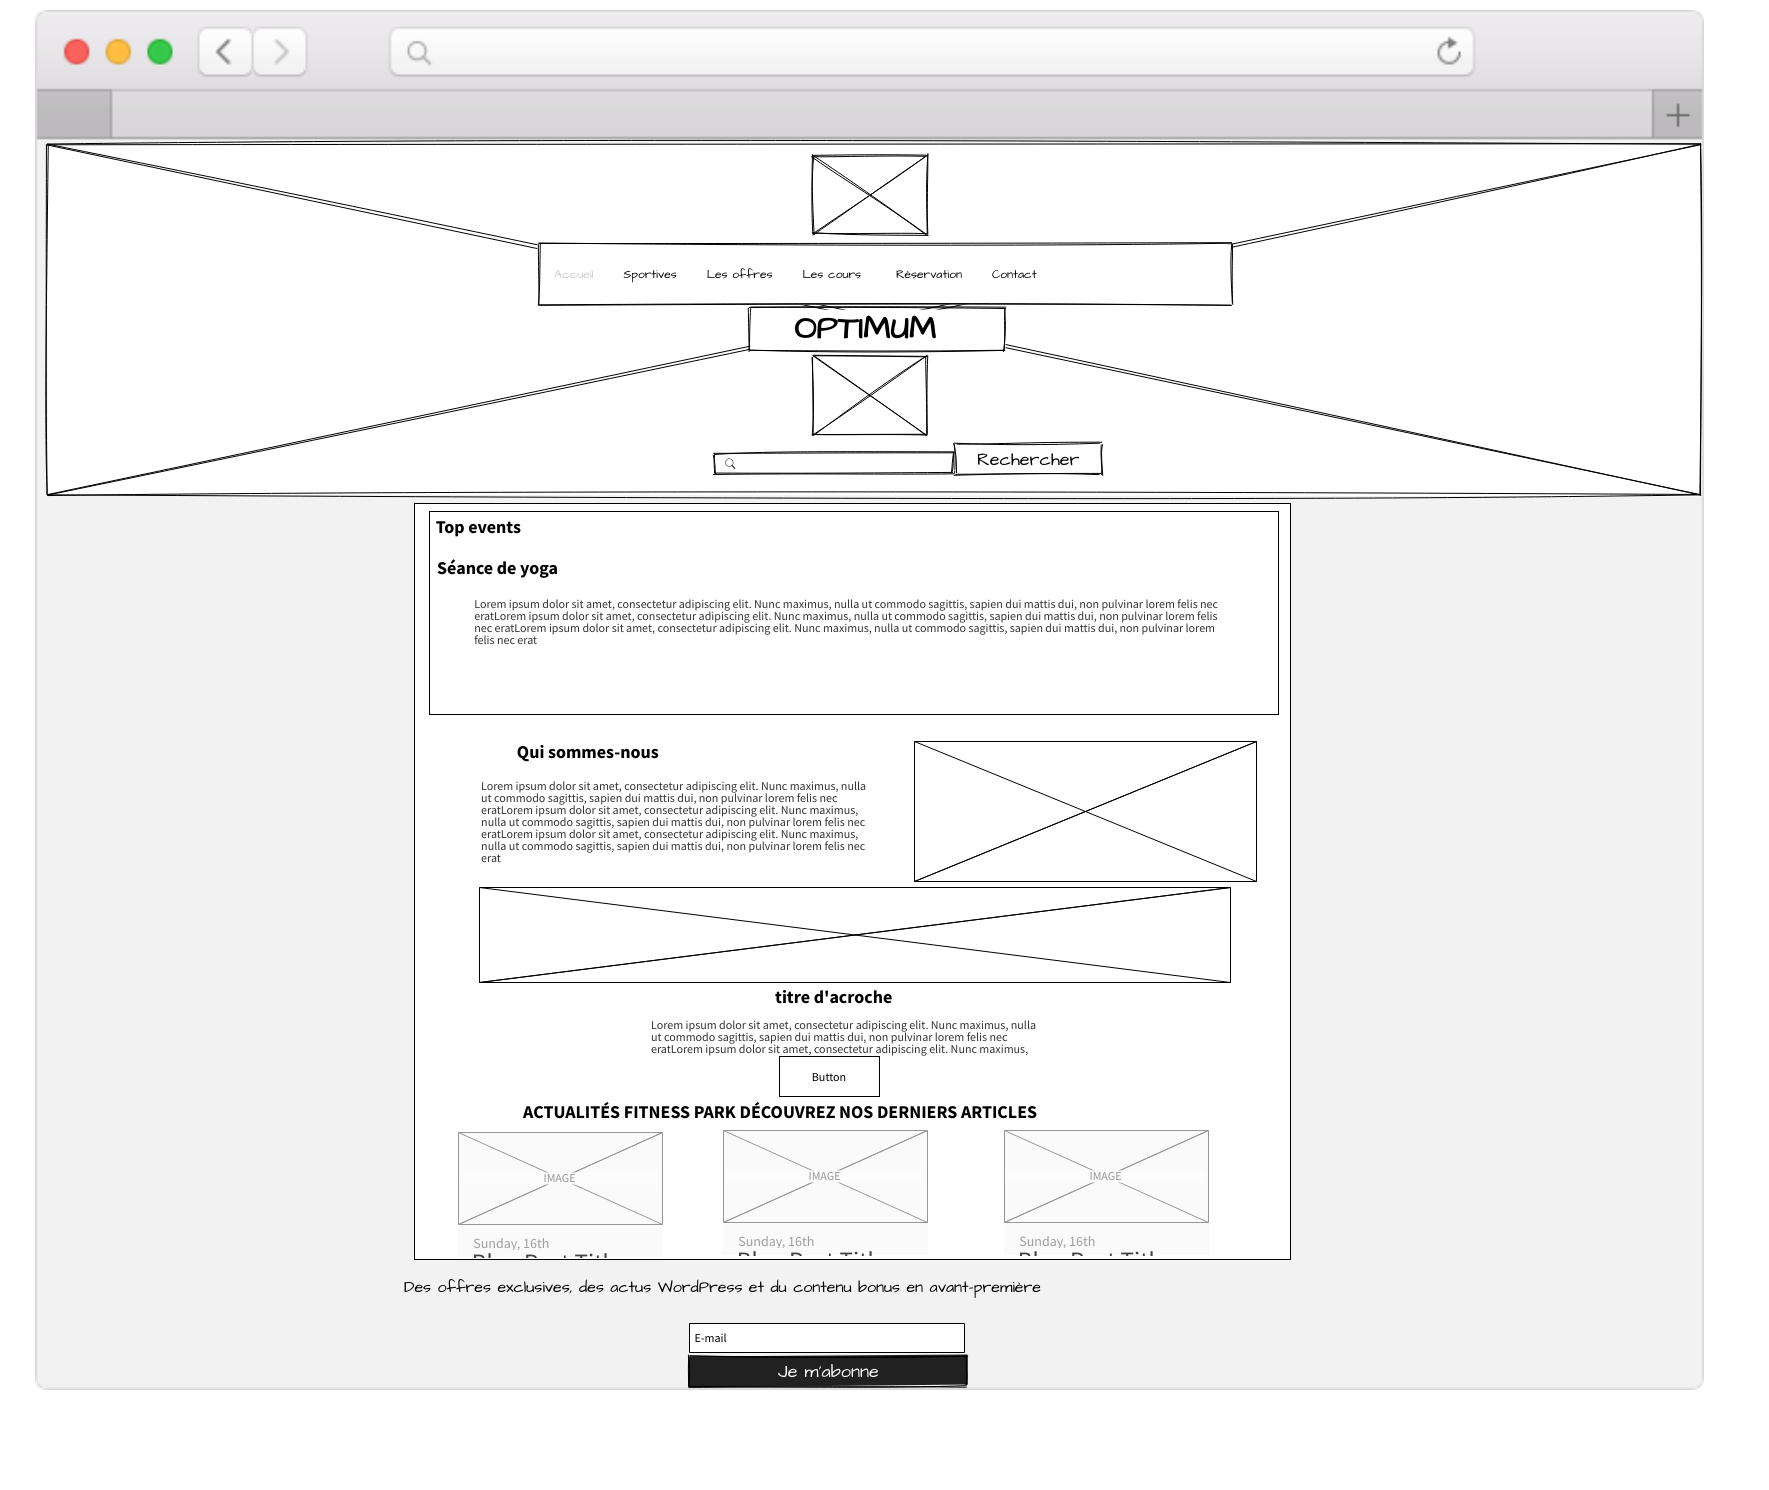 Accueil Sportives Les offres Les cours Réservation Contact
OPTIMUM
Rechercher
Top events
Séance de yoga
Lorem ipsum dolor sit amet, consectetur adipiscing elit. Nunc maximus, nulla ut commodo sagittis, sapien dui mattis dui, non pulvinar lorem felis nec
eratLorem ipsum dolor sit amet, consectetur adipiscing elit. Nunc maximus, nulla ut commodo sagittis, sapien dui mattis dui, non pulvinar lorem felis
nec eratLorem ipsum dolor sit amet, consectetur adipiscing elit. Nunc maximus, nulla ut commodo sagittis, sapien dui mattis dui, non pulvinar lorem
felis nec erat
Qui sommes-nous
Lorem ipsum dolor sit amet, consectetur adipiscing elit. Nunc maximus, nulla
ut commodo sagittis, sapien dui mattis dui, non pulvinar lorem felis nec
eratLorem ipsum dolor sit amet, consectetur adipiscing elit. Nunc maximus,
nulla ut commodo sagittis, sapien dui mattis dui, non pulvinar lorem felis nec
eratLorem ipsum dolor sit amet, consectetur adipiscing elit. Nunc maximus,
nulla ut commodo sagittis, sapien dui mattis dui, non pulvinar lorem felis nec
erat
titre d'acroche
Lorem ipsum dolor sit amet, consectetur adipiscing elit. Nunc maximus, nulla
ut commodo sagittis, sapien dui mattis dui, non pulvinar lorem felis nec
eratLorem ipsum dolor sit amet, consectetur adipiscing elit. Nunc maximus,
Button
ACTUALITÉS FITNESS PARK DÉCOUVREZ NOS DERNIERS ARTICLES
IMAGE IMAGE IMAGE
Sunday, 16th Sunday, 16th Sunday, 16th
Blog Post Title Blog Post Title Blog Post Title
Des offres exclusives, des actus WordPress et du contenu bonus en avant-première
E-mail
Je m'abonne